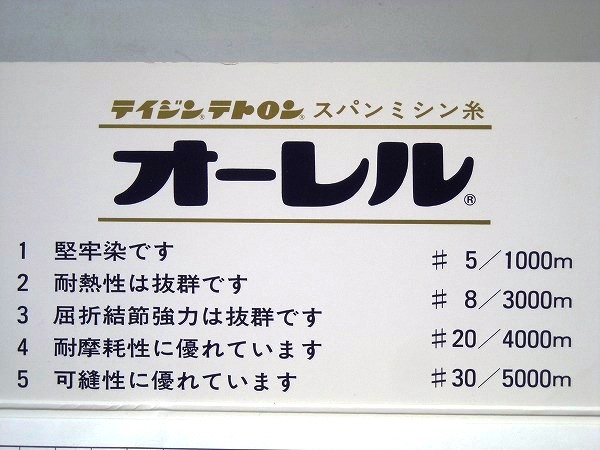 テイジン®テトロン®スパンミシン糸
オーレル®
1 堅牢染です
2 耐熱性は抜群です
3 屈折結節強力は抜群です
4 耐摩耗性に優れています
5 可縫性に優れています
♯ 5/1000m
♯ 8/3000m
♯20/4000m
♯30/5000m